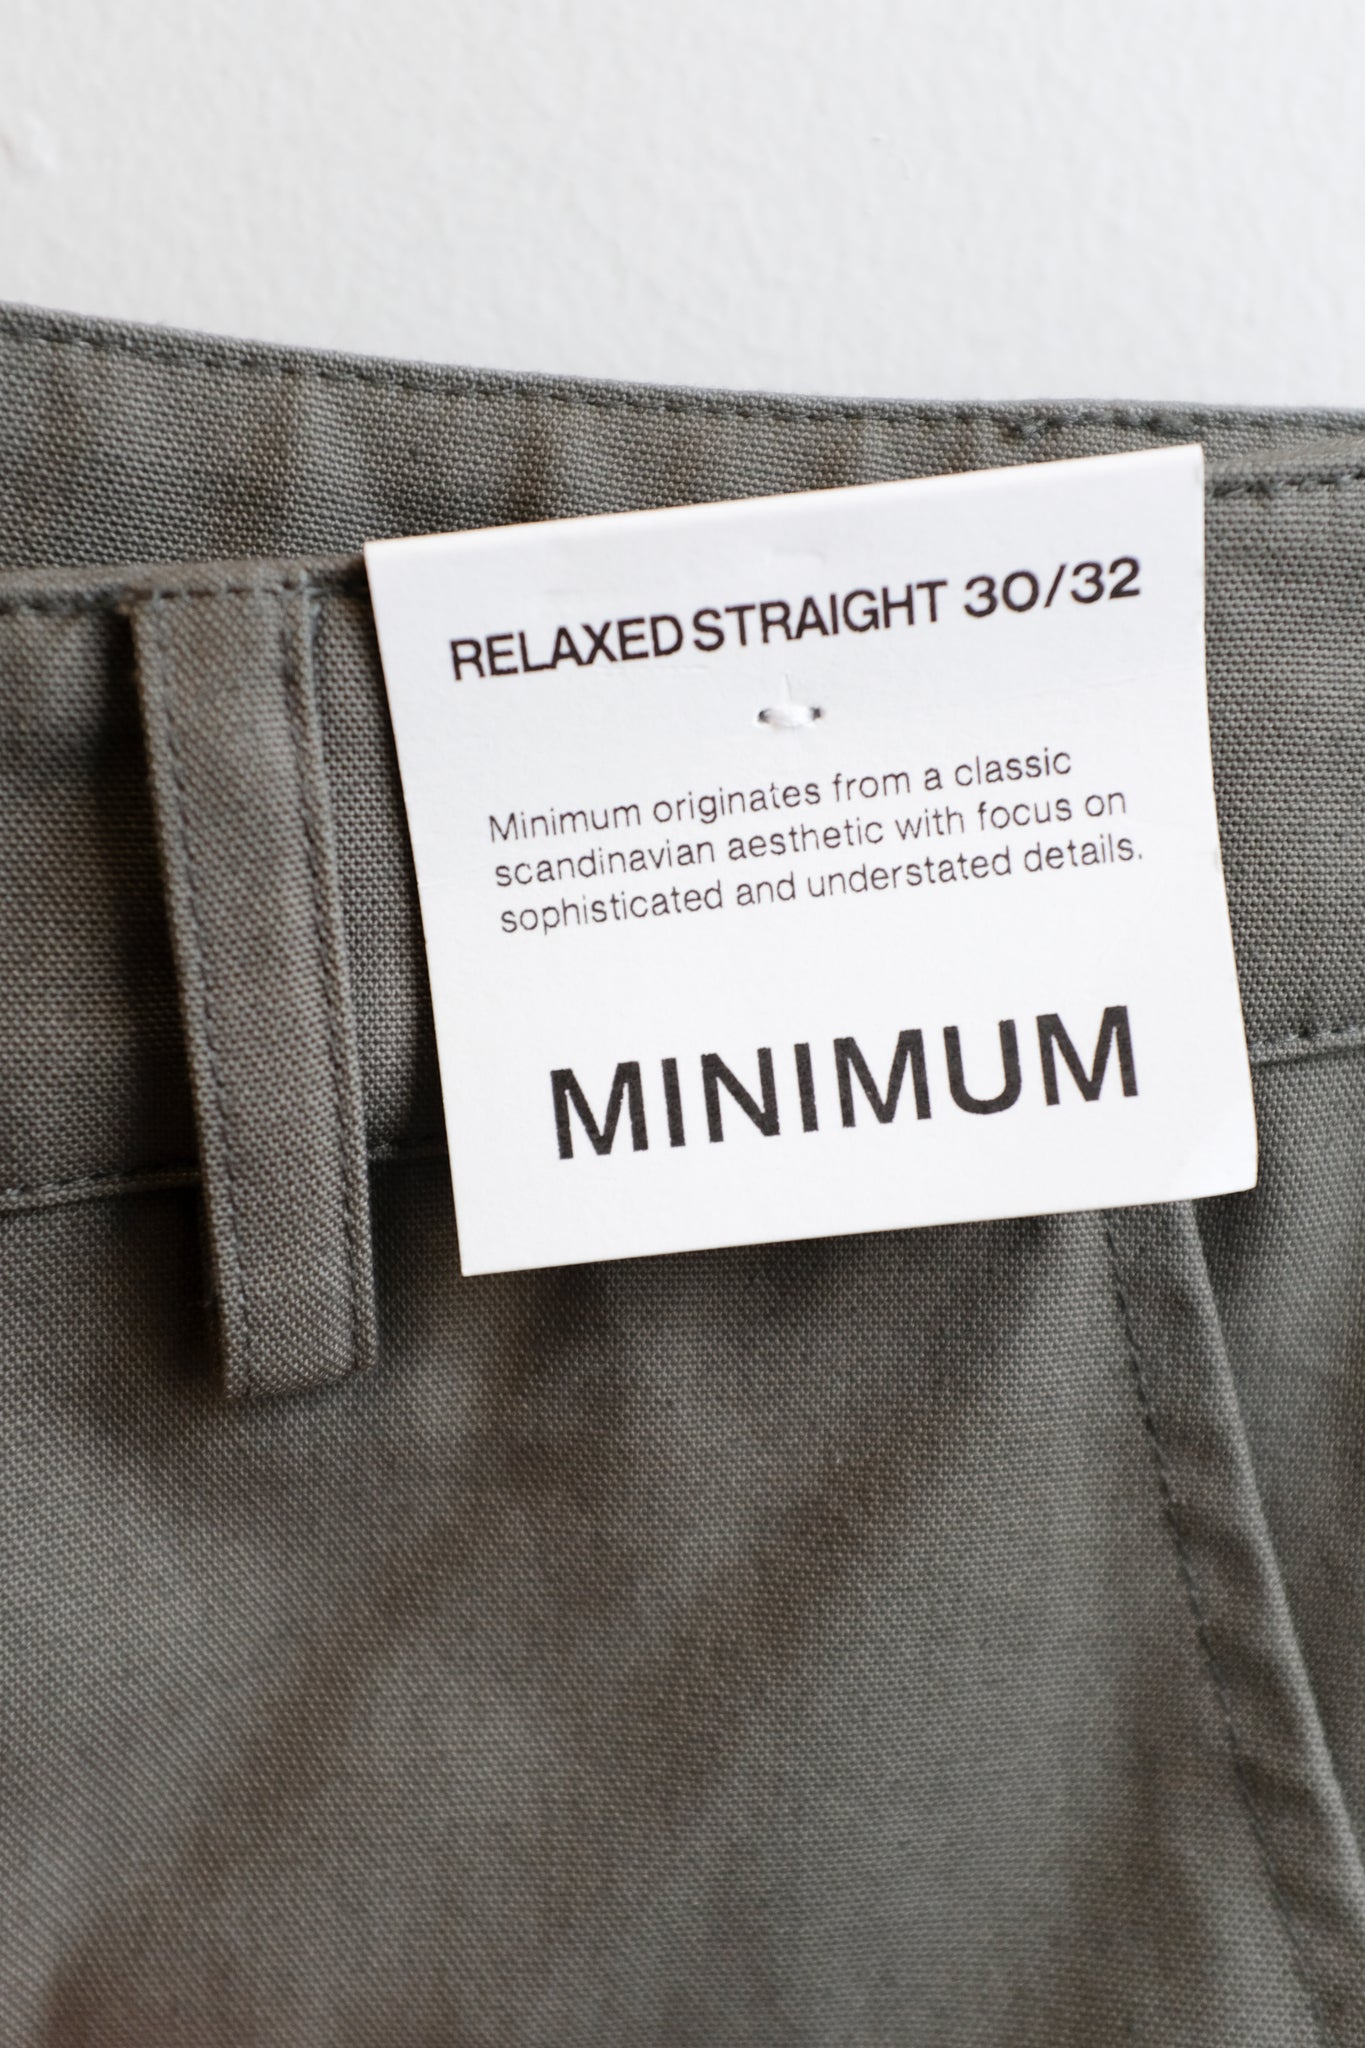 RELAXED STRAIGHT 30/32
Minimum originates from a classic
scandinavian aesthetic with focus on
sophisticated and understated details.
MINIMUM